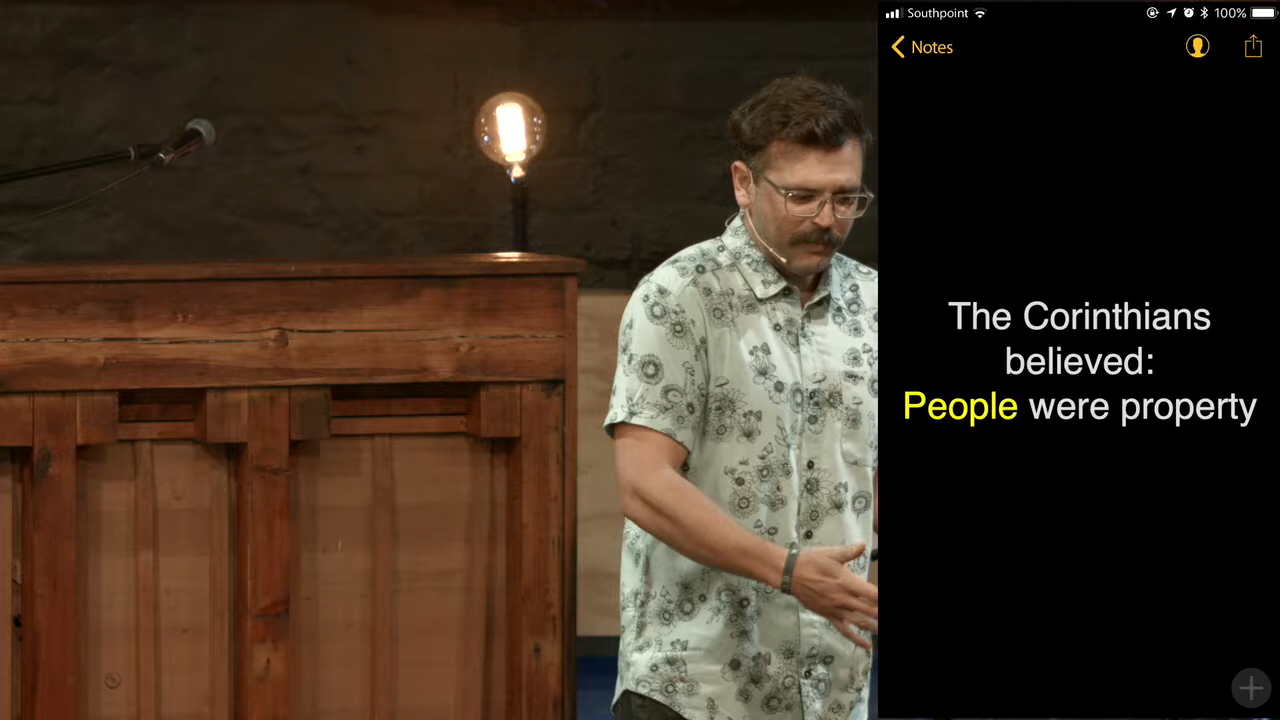 Southpoint 100%
Notes
The Corinthians
believed:
People were property